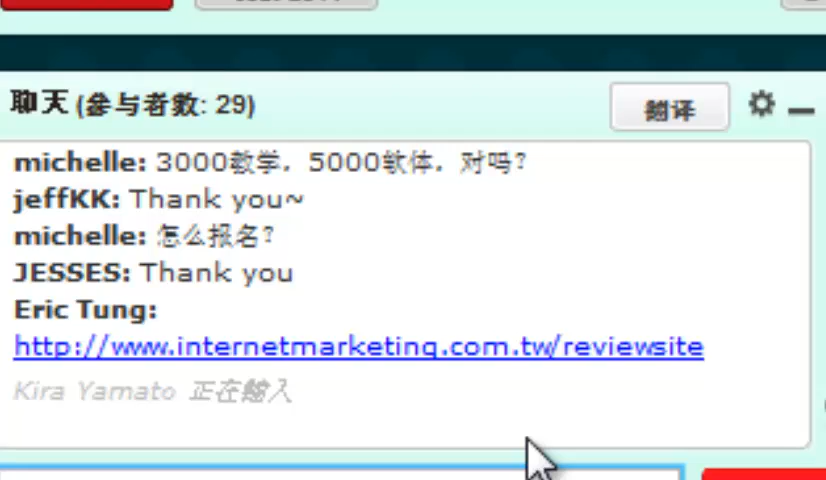 聊天 (參与者數: 29)
翻译
michelle: 3000教学，5000软体，对吗?
jeffKK: Thank you~
michelle: 怎么报名?
JESSES: Thank you
Eric Tung:
http://www.internetmarketing.com.tw/reviewsite
Kira Yamato 正在輸入